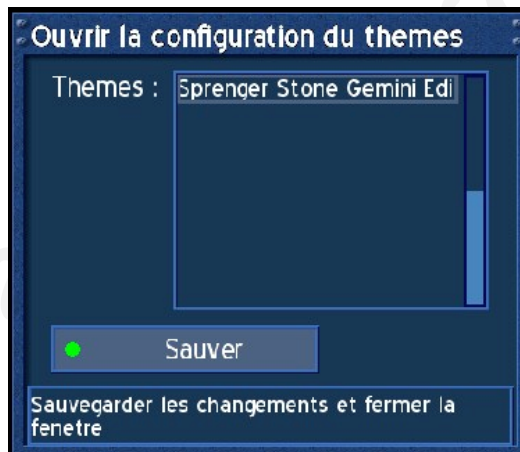 Ouvrir la configuration du themes
Themes : Sprenger Stone Gemini Edi
Sauver
Sauvegarder les changements et fermer la
fenetre